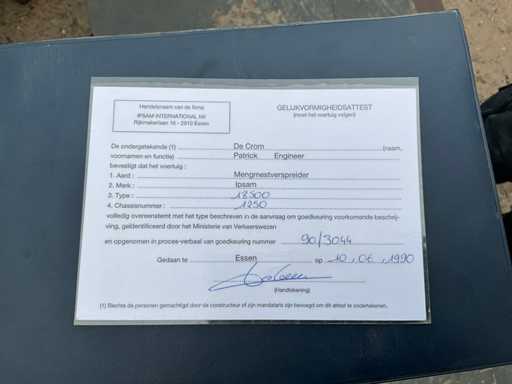 Handelsnaam van de firma
IPSAM INTERNATIONAL NV
Rijkmakerlaan 16 - 2910 Essen
GELIJKVORMIGHEIDSATTEST
(moet het voertuig volgen)
De ondergetekende (1) De Crom (naam,
voornamen en functie) Patrick Engineer
bevestigt dat het voertuig :
1. Aard : Mengmestverspreider
2. Merk : Ipsam
3. Type : 18500
4. Chassisnummer : 1250
volledig overeenstemt met het type beschreven in de aanvraag om goedkeuring voorkomende beschrij-
ving, geïdentificeerd door het Ministerie van Verkeerswezen
en opgenomen in proces-verbaal van goedkeuring nummer 90/3044
Gedaan te Essen op 10.06.1990
(Handtekening)
(1) Slechts de personen gemachtigd door de constructeur of zijn mandataris zijn bevoegd om dit attest te ondertekenen.